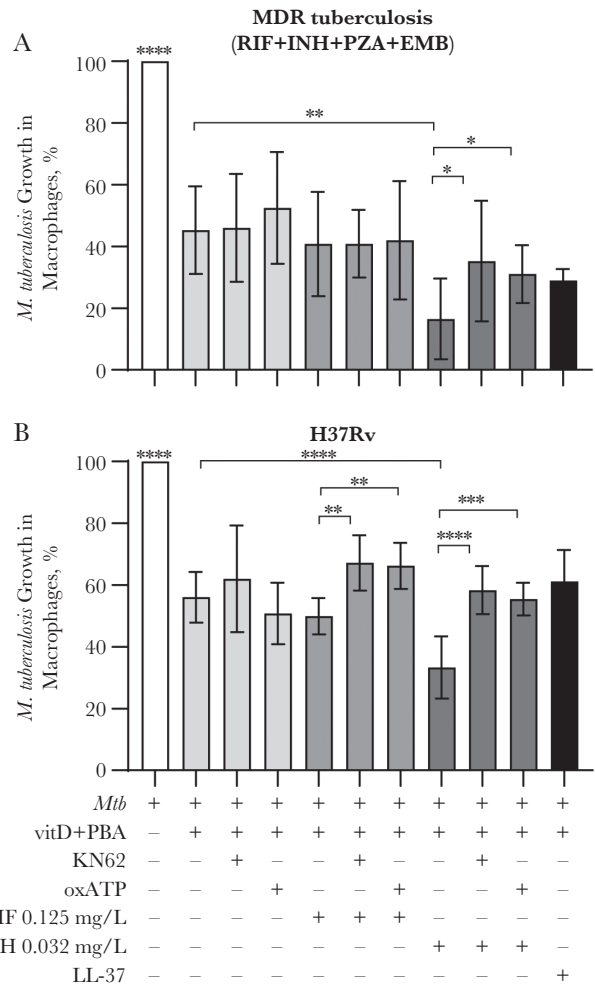 MDR tuberculosis
A
(RIF+INH+PZA+EMB)
M. tuberculosis Growth in
Macrophages, %
100
80
60
40
20
0
****
**
*
*
B
H37Rv
M. tuberculosis Growth in
Macrophages, %
100
80
60
40
20
0
****
****
**
**
***
****
Mtb + + + + + + + + + + +
vitD+PBA – + + + + + + + + + +
KN62 – – + – – + – – + – –
oxATP – – – + – – + – – + –
IF 0.125 mg/L – – – – + + + – – – –
H 0.032 mg/L – – – – – – – + + + –
LL-37 – – – – – – – – – – +